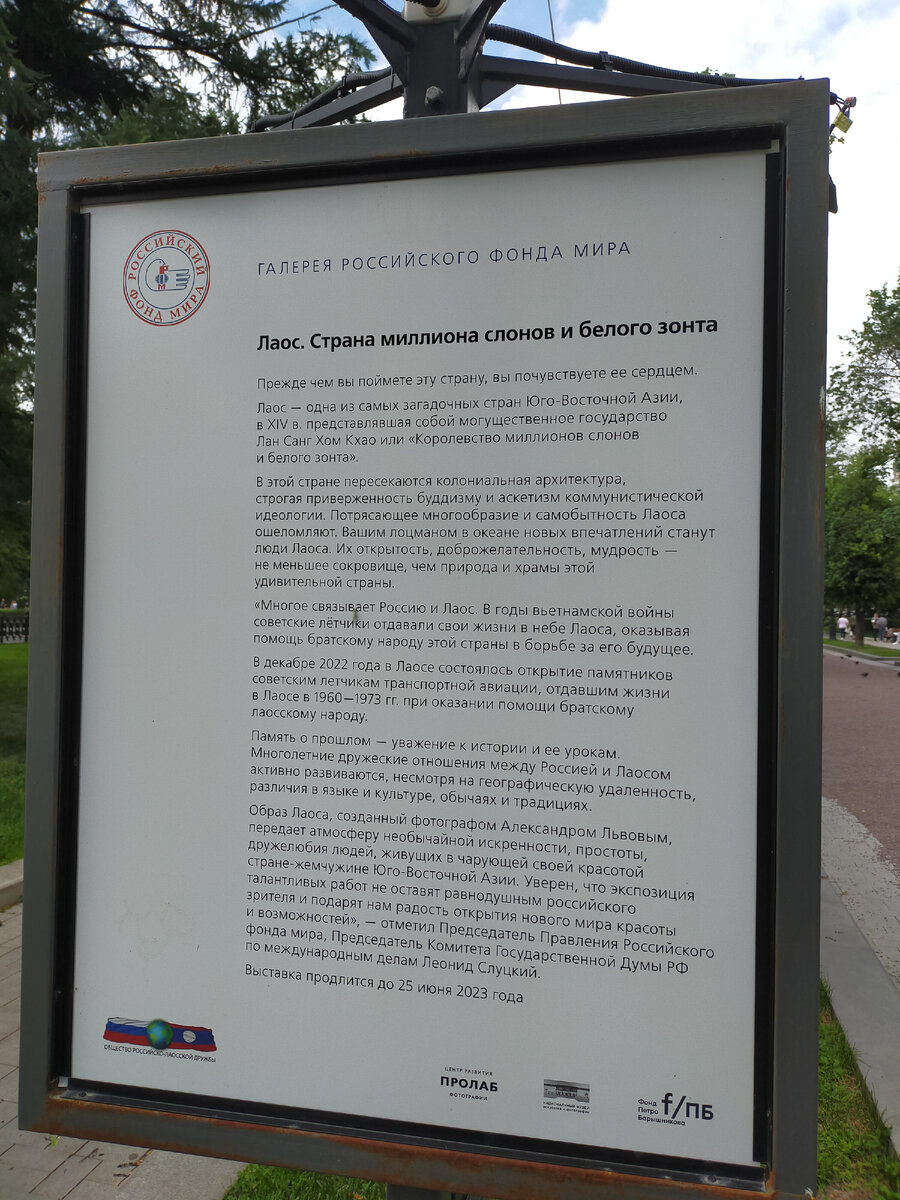 РОССИЙСКИЙ ФОНД МИРА
РФМ
ГАЛЕРЕЯ РОССИЙСКОГО ФОНДА МИРА
Лаос. Страна миллиона слонов и белого зонта
Прежде чем вы поймете эту страну, вы почувствуете ее сердцем.
Лаос — одна из самых загадочных стран Юго-Восточной Азии,
в XIV в. представлявшая собой могущественное государство
Лан Санг Хом Кхао или «Королевство миллионов слонов
и белого зонта».
В этой стране пересекаются колониальная архитектура,
строгая приверженность буддизму и аскетизм коммунистической
идеологии. Потрясающее многообразие и самобытность Лаоса
ошеломляют. Вашим лоцманом в океане новых впечатлений станут
люди Лаоса. Их открытость, доброжелательность, мудрость —
не меньшее сокровище, чем природа и храмы этой
удивительной страны.
«Многое связывает Россию и Лаос. В годы вьетнамской войны
советские лётчики отдавали свои жизни в небе Лаоса, оказывая
помощь братскому народу этой страны в борьбе за его будущее.
В декабре 2022 года в Лаосе состоялось открытие памятников
советским летчикам транспортной авиации, отдавшим жизни
в Лаосе в 1960—1973 гг. при оказании помощи братскому
лаосскому народу.
Память о прошлом — уважение к истории и ее урокам.
Многолетние дружеские отношения между Россией и Лаосом
активно развиваются, несмотря на географическую удаленность,
различия в языке и культуре, обычаях и традициях.
Образ Лаоса, созданный фотографом Александром Львовым,
передает атмосферу необычайной искренности, простоты,
дружелюбия людей, живущих в чарующей своей красотой
стране-жемчужине Юго-Восточной Азии. Уверен, что экспозиция
талантливых работ не оставят равнодушным российского
зрителя и подарят нам радость открытия нового мира красоты
и возможностей», — отметил Председатель Правления Российского
фонда мира, Председатель Комитета Государственной Думы РФ
по международным делам Леонид Слуцкий.
Выставка продлится до 25 июня 2023 года
ОБЩЕСТВО РОССИЙСКО-ЛАОССКОЙ ДРУЖБЫ
ЦЕНТР РАЗВИТИЯ
ПРОЛАБ
ФОТОГРАФИИ
НАЦИОНАЛЬНЫЙ МУЗЕЙ
Фонд
Петра
Барышникова
f/ПБ